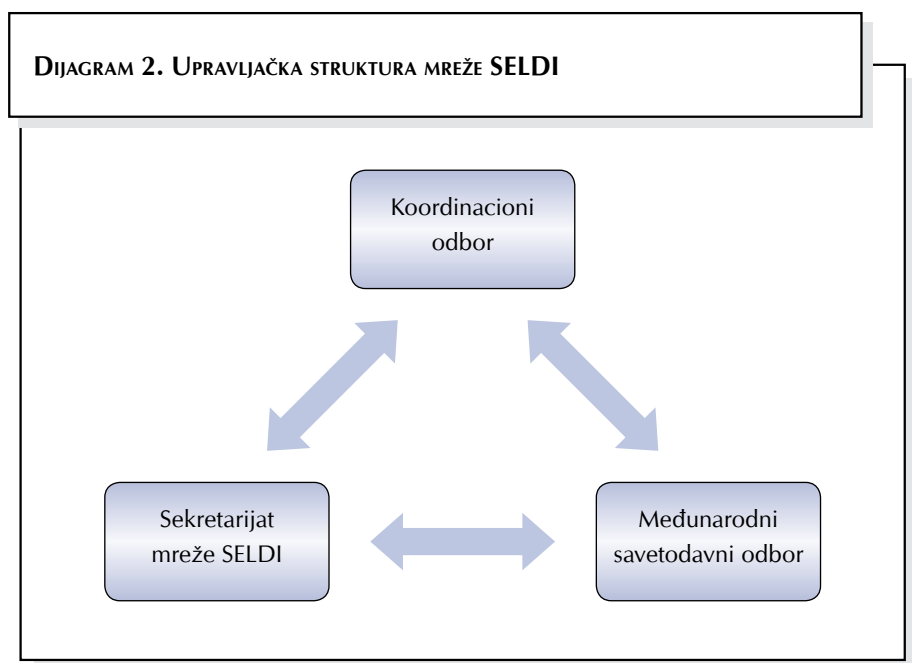 Dijagram 2. Upravljačka struktura mreže SELDI
Koordinacioni
odbor
Sekretarijat
mreže SELDI
Međunarodni
savetodavni odbor